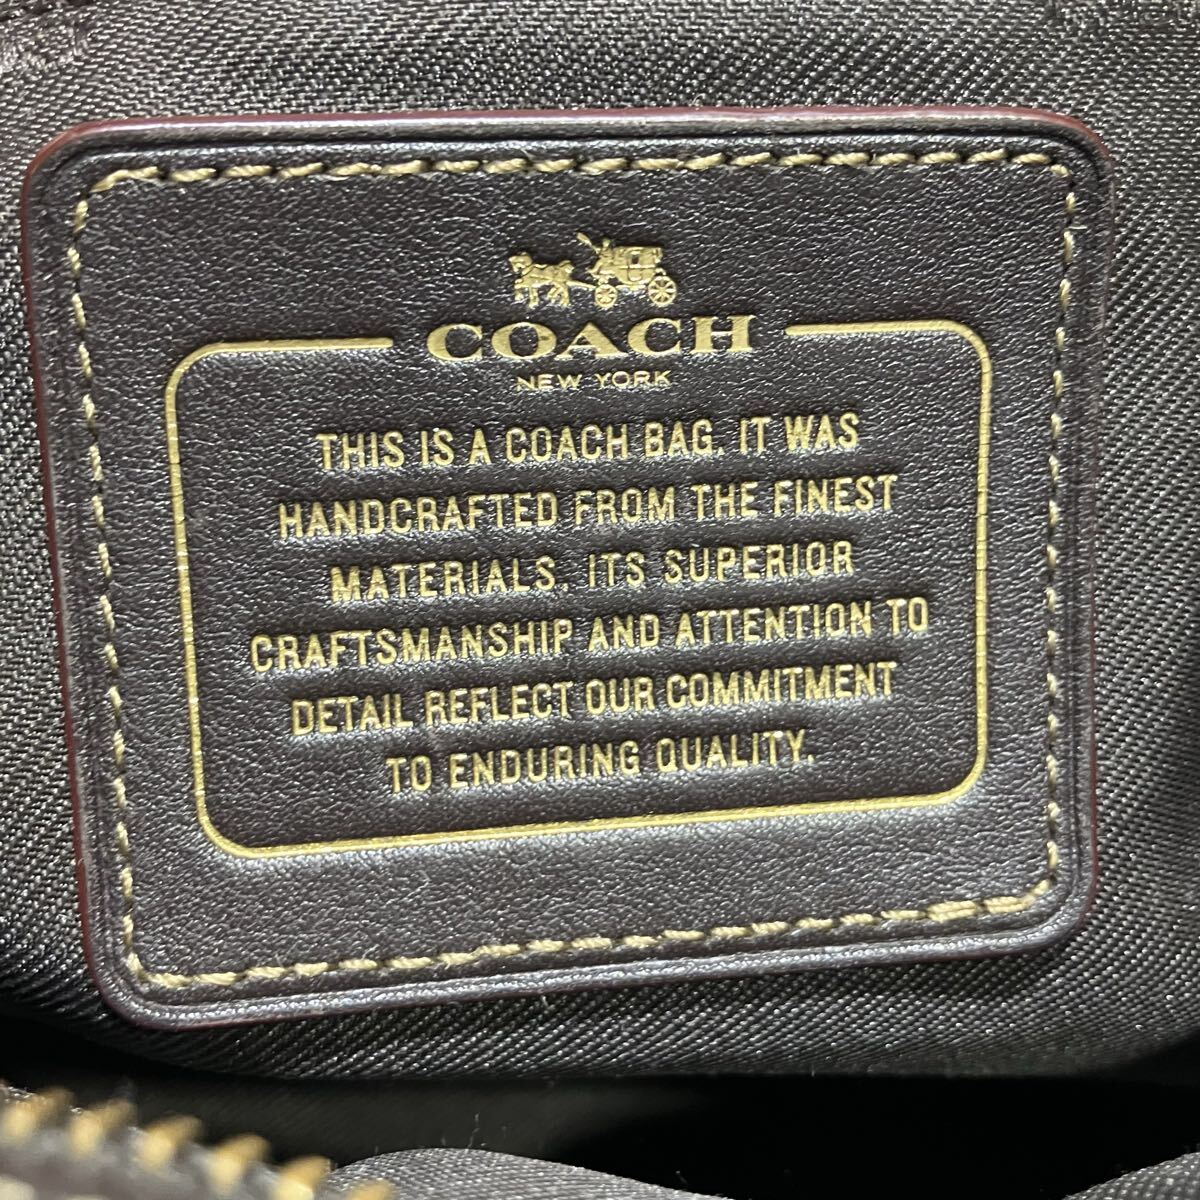 COACH
NEW YORK
THIS IS A COACH BAG. IT WAS
HANDCRAFTED FROM THE FINEST
MATERIALS. ITS SUPERIOR
CRAFTSMANSHIP AND ATTENTION TO
DETAIL REFLECT OUR COMMITMENT
TO ENDURING QUALITY.